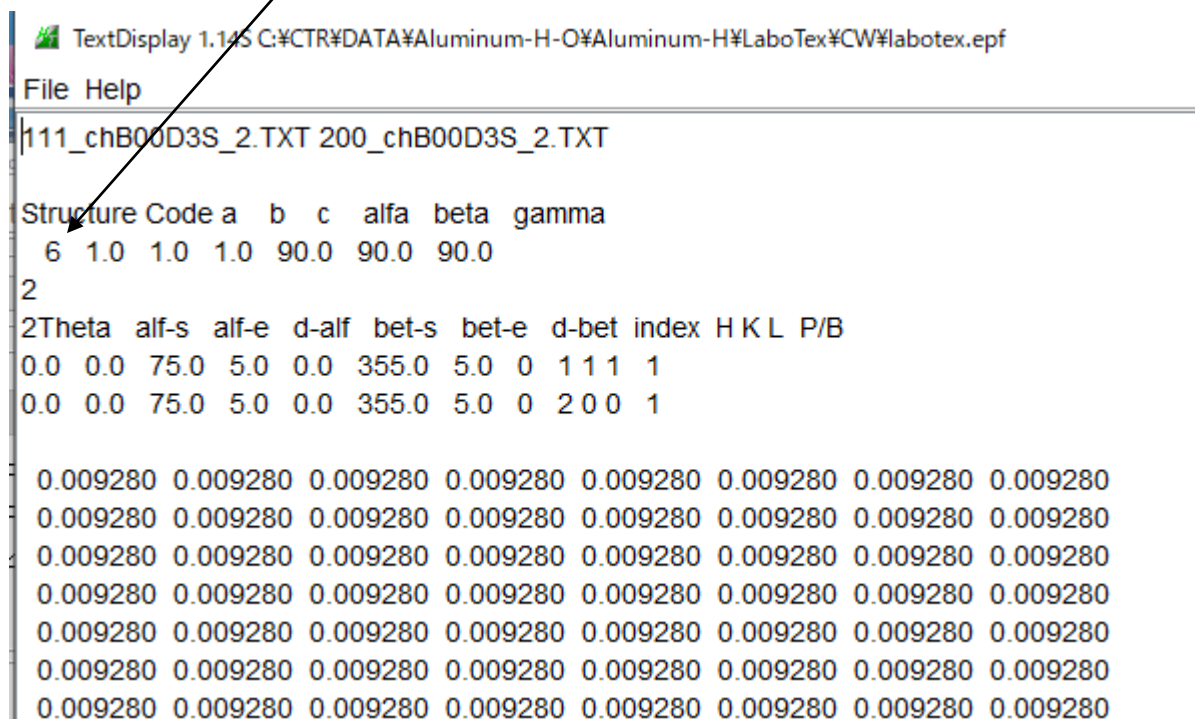 TextDisplay 1.14S C:¥CTR¥DATA¥Aluminum-H-O¥Aluminum-H¥LaboTex¥CW¥labotex.epf
File Help
111_chB00D3S_2.TXT 200_chB00D3S_2.TXT
Structure Code a b c alfa beta gamma
6 1.0 1.0 1.0 90.0 90.0 90.0
2
2Theta alf-s alf-e d-alf bet-s bet-e d-bet index H K L P/B
0.0 0.0 75.0 5.0 0.0 355.0 5.0 0 1 1 1 1
0.0 0.0 75.0 5.0 0.0 355.0 5.0 0 2 0 0 1
0.009280 0.009280 0.009280 0.009280 0.009280 0.009280 0.009280 0.009280
0.009280 0.009280 0.009280 0.009280 0.009280 0.009280 0.009280 0.009280
0.009280 0.009280 0.009280 0.009280 0.009280 0.009280 0.009280 0.009280
0.009280 0.009280 0.009280 0.009280 0.009280 0.009280 0.009280 0.009280
0.009280 0.009280 0.009280 0.009280 0.009280 0.009280 0.009280 0.009280
0.009280 0.009280 0.009280 0.009280 0.009280 0.009280 0.009280 0.009280
0.009280 0.009280 0.009280 0.009280 0.009280 0.009280 0.009280 0.009280